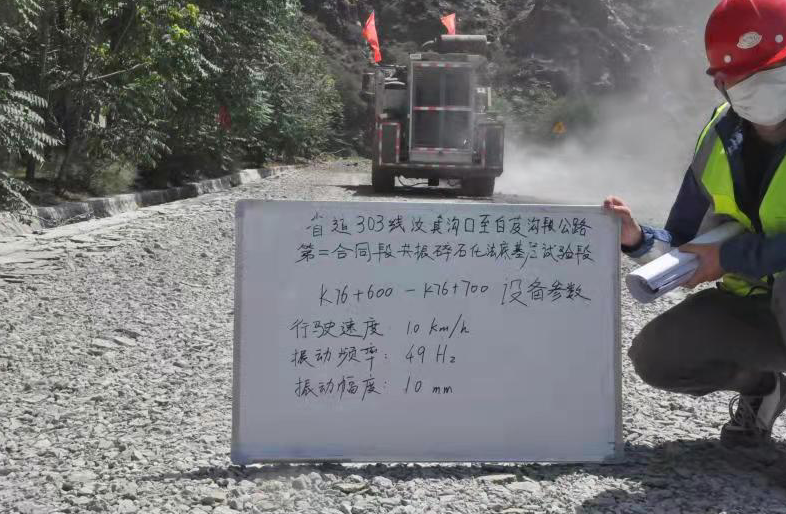 省道303线汝萁沟口至白芨沟段公路
第二合同段共振碎石化法底基层试验段
K76+600-K76+700 设备参数
行驶速度: 10 km/h
振动频率: 49 Hz
振动幅度: 10 mm